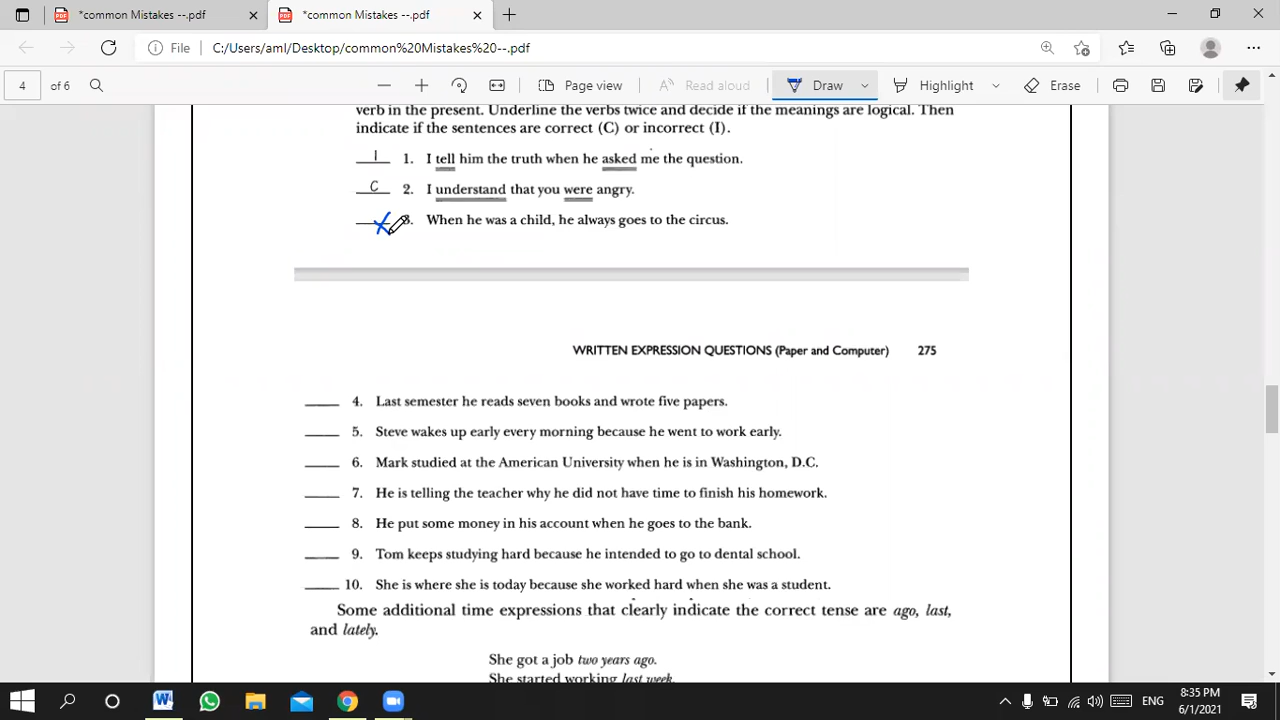 *common Mistakes --.pdf
*common Mistakes --.pdf
File C:/Users/aml/Desktop/common%20Mistakes%20--.pdf
4 of 6 Page view Read aloud Draw Highlight Erase
verb in the present. Underline the verbs twice and decide if the meanings are logical. Then
indicate if the sentences are correct (C) or incorrect (I).
I 1. I tell him the truth when he asked me the question.
C 2. I understand that you were angry.
3. When he was a child, he always goes to the circus.
WRITTEN EXPRESSION QUESTIONS (Paper and Computer) 275
4. Last semester he reads seven books and wrote five papers.
5. Steve wakes up early every morning because he went to work early.
6. Mark studied at the American University when he is in Washington, D.C.
7. He is telling the teacher why he did not have time to finish his homework.
8. He put some money in his account when he goes to the bank.
9. Tom keeps studying hard because he intended to go to dental school.
10. She is where she is today because she worked hard when she was a student.
Some additional time expressions that clearly indicate the correct tense are ago, last,
and lately.
She got a job two years ago.
She started working last week.
ENG 8:35 PM
6/1/2021